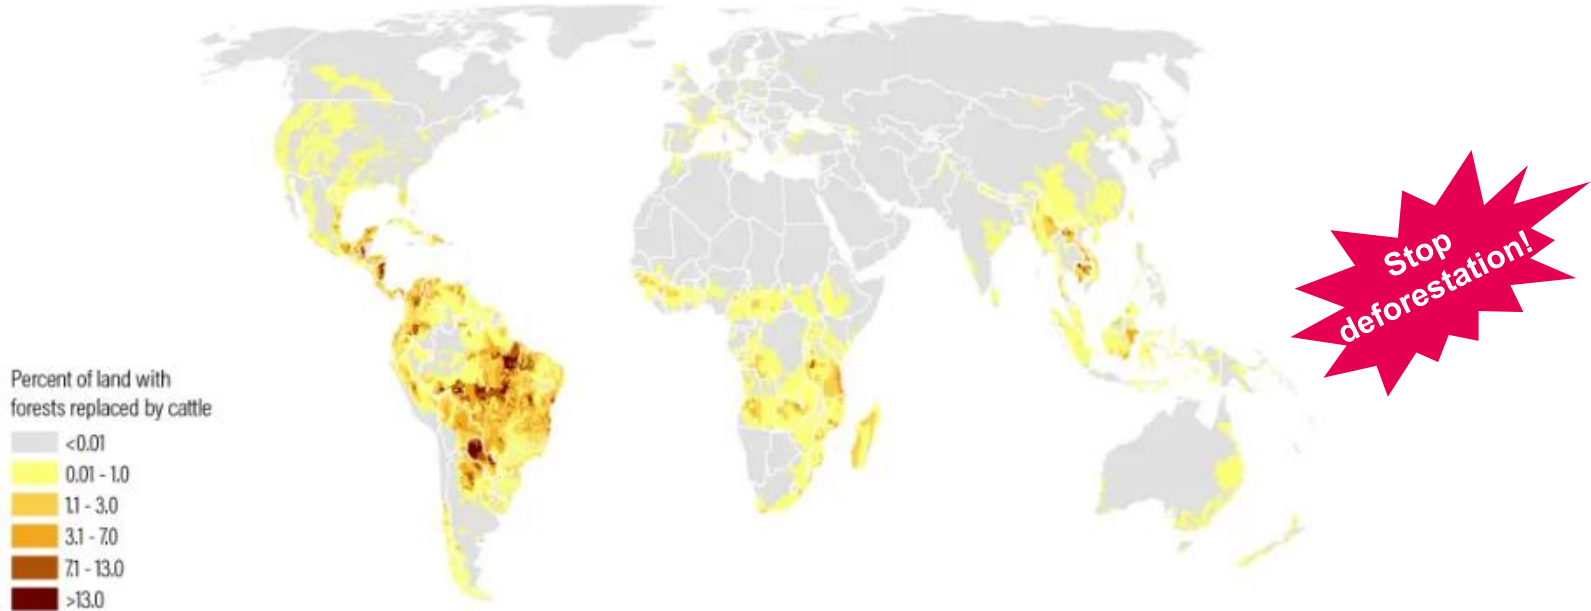 Percent of land with
forests replaced by cattle
<0.01
0.01 - 1.0
1.1 - 3.0
3.1 - 7.0
7.1 - 13.0
>13.0
Stop
deforestation!